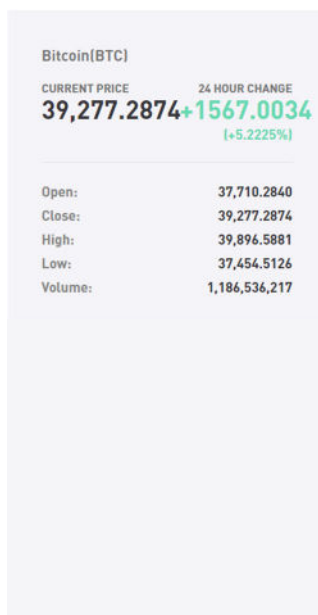 Bitcoin(BTC)
CURRENT PRICE 24 HOUR CHANGE
39,277.2874+1567.0034
(+5.2225%)
Open: 37,710.2840
Close: 39,277.2874
High: 39,896.5881
Low: 37,454.5126
Volume: 1,186,536,217